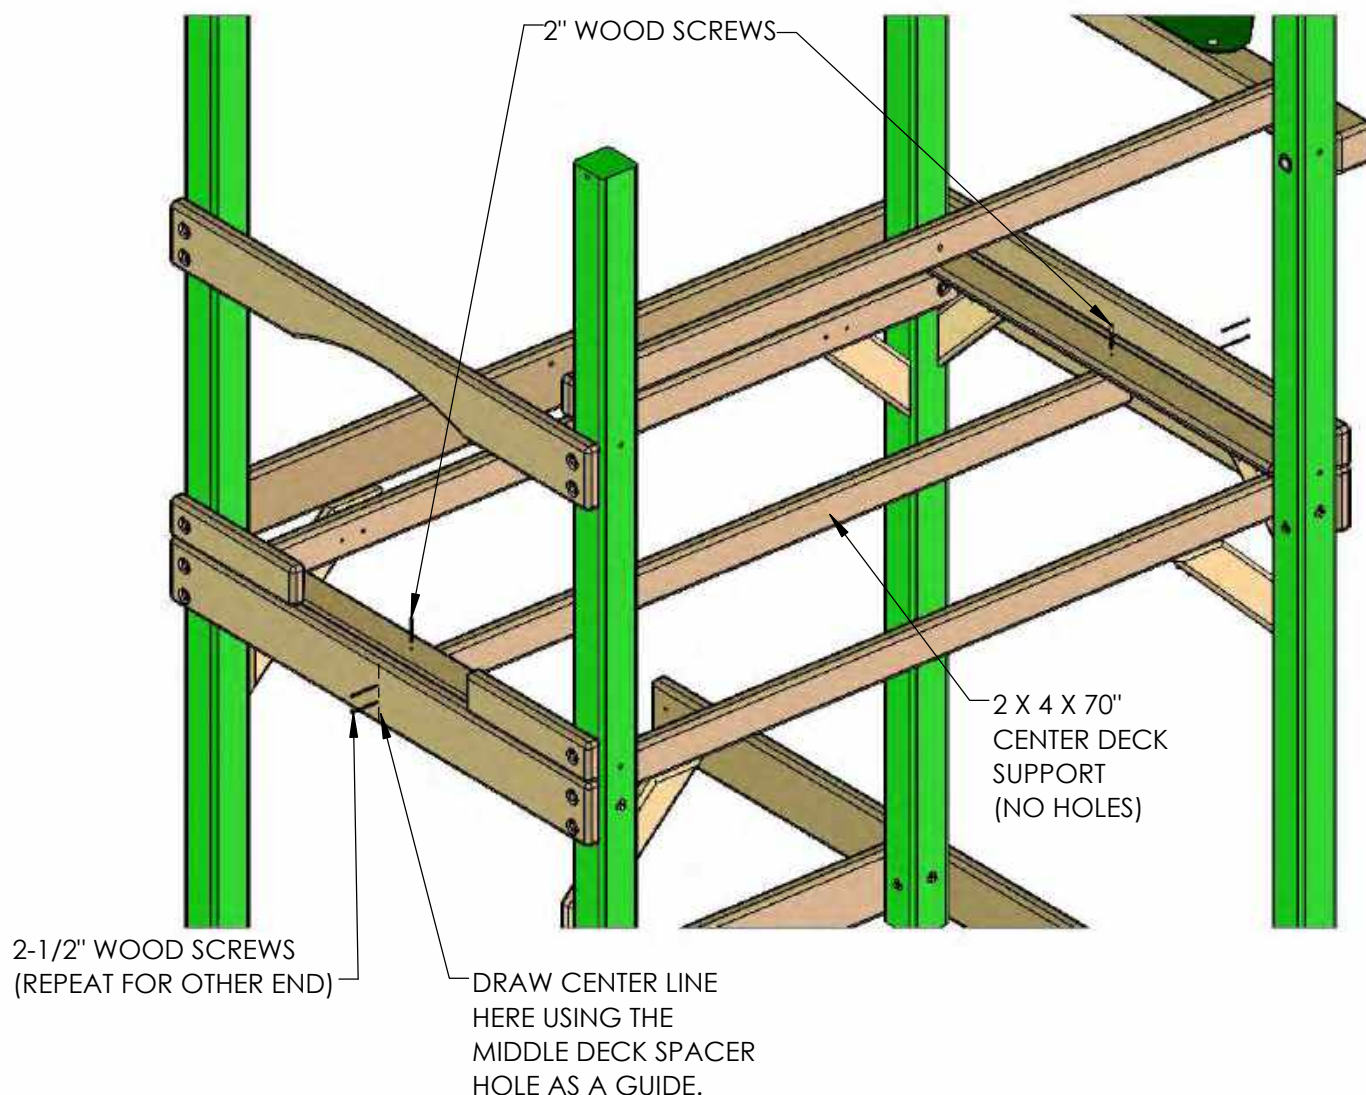 2" WOOD SCREWS
2 X 4 X 70"
CENTER DECK
SUPPORT
(NO HOLES)
2-1/2" WOOD SCREWS
(REPEAT FOR OTHER END)
DRAW CENTER LINE
HERE USING THE
MIDDLE DECK SPACER
HOLE AS A GUIDE.